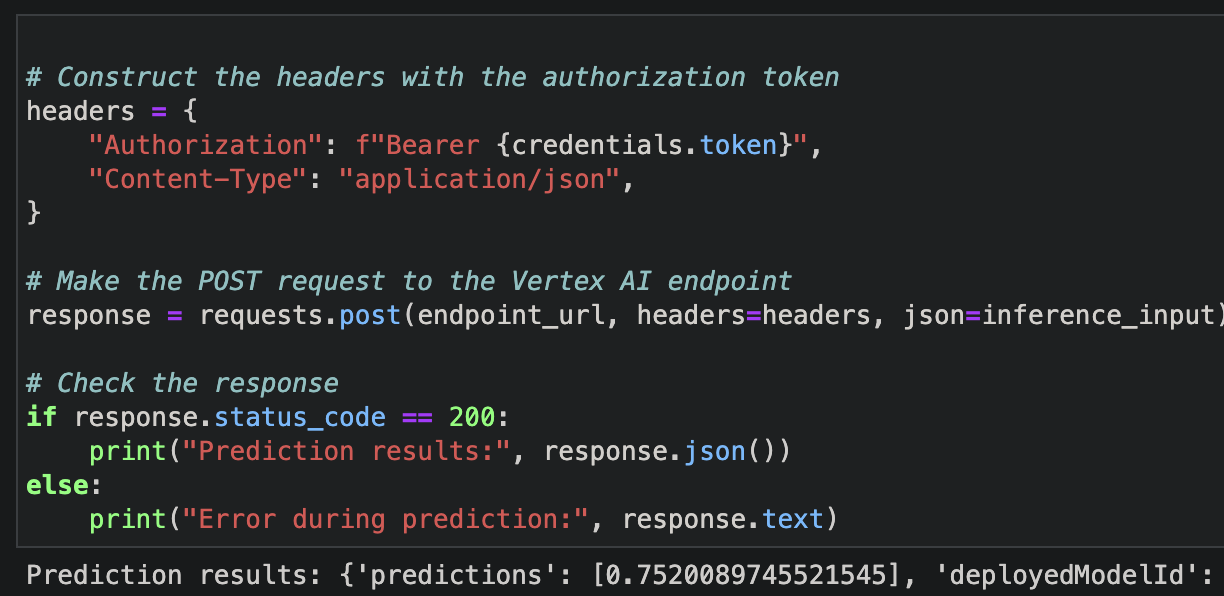 # Construct the headers with the authorization token
headers = {
    "Authorization": f"Bearer {credentials.token}",
    "Content-Type": "application/json",
}
# Make the POST request to the Vertex AI endpoint
response = requests.post(endpoint_url, headers=headers, json=inference_input)
# Check the response
if response.status_code == 200:
    print("Prediction results:", response.json())
else:
    print("Error during prediction:", response.text)
Prediction results: {'predictions': [0.7520089745521545], 'deployedModelId':